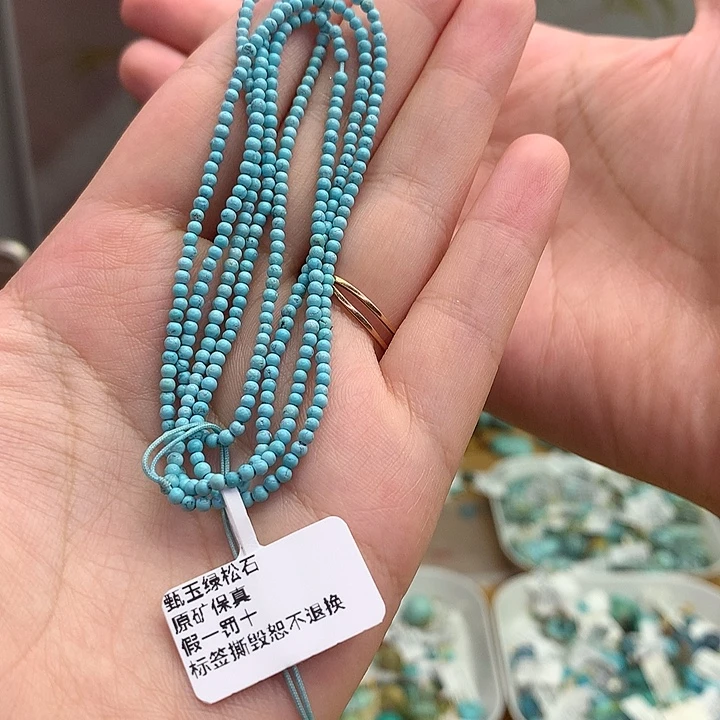 甄玉绿松石
原矿保真
假一罚十
标签撕毁恕不退换